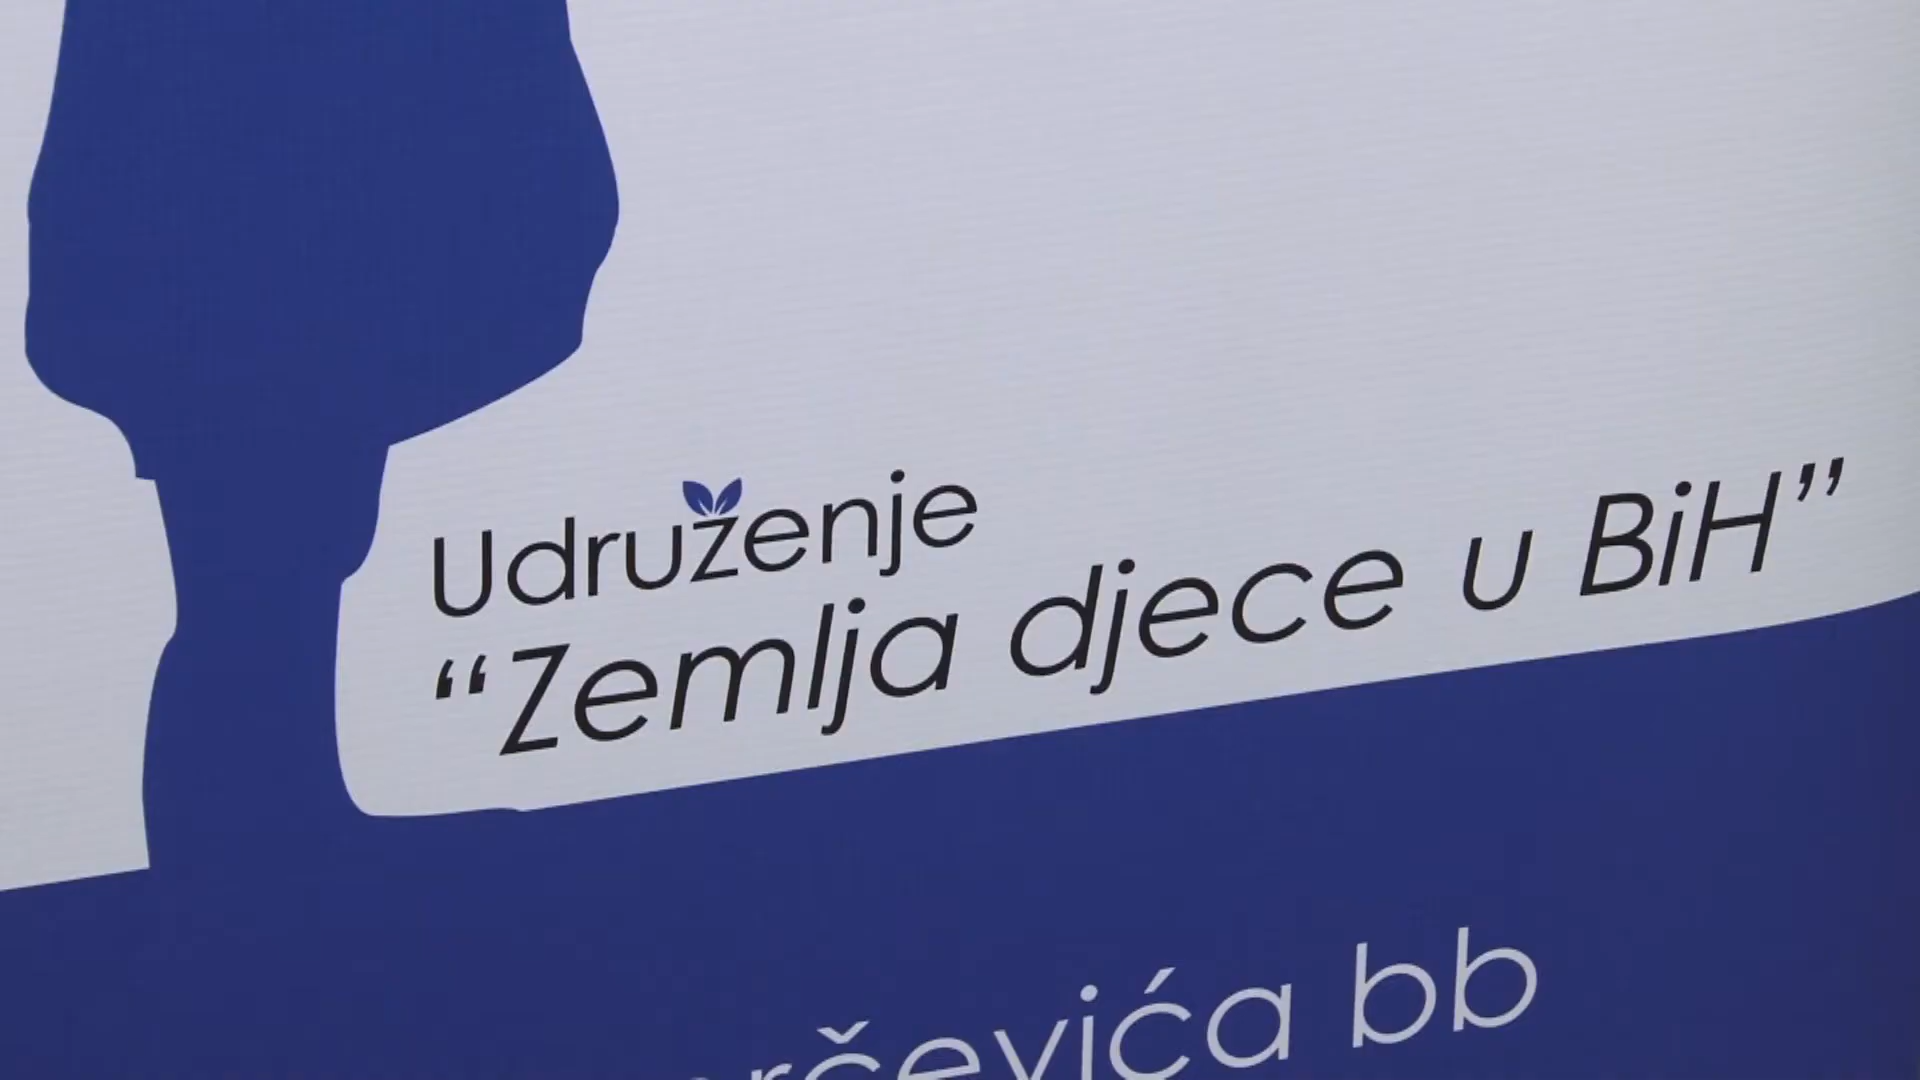 Udruženje
“Zemlja djece u BiH”
bb